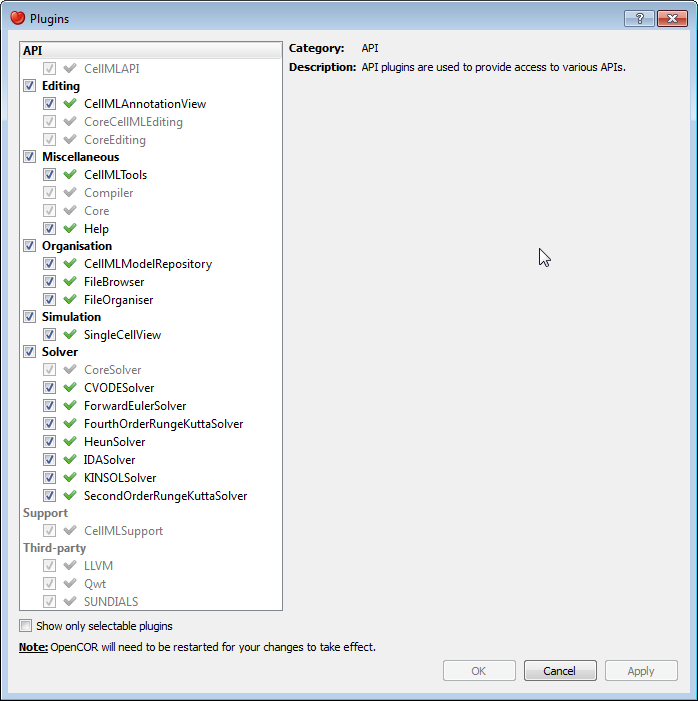 Plugins
API
CellMLAPI
Editing
CellMLAnnotationView
CoreCellMLEditing
CoreEditing
Miscellaneous
CellMLTools
Compiler
Core
Help
Organisation
CellMLModelRepository
FileBrowser
FileOrganiser
Simulation
SingleCellView
Solver
CoreSolver
CVODESolver
ForwardEulerSolver
FourthOrderRungeKuttaSolver
HeunSolver
IDASolver
KINSOLSolver
SecondOrderRungeKuttaSolver
Support
CellMLSupport
Third-party
LLVM
Qwt
SUNDIALS
Category: API
Description: API plugins are used to provide access to various APIs.
Show only selectable plugins
Note: OpenCOR will need to be restarted for your changes to take effect.
OK Cancel Apply